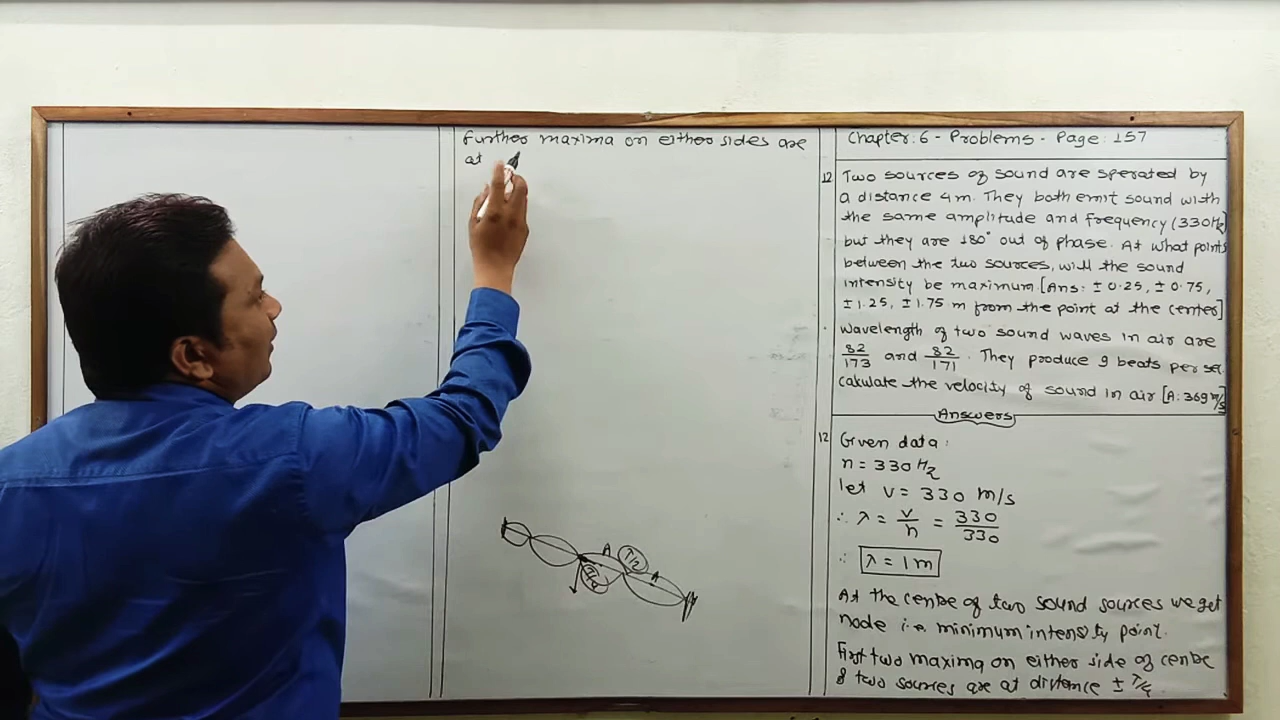 Further maxima on either sides are
at
Chapter: 6 - Problems - Page: 157
12 Two sources of sound are sperated by
a distance 4m. They both emit sound with
the same amplitude and frequency (330Hz)
but they are 180° out of phase. At what points
between the two sources, will the sound
intensity be maximum. [Ans: ± 0.25, ± 0.75,
± 1.25, ± 1.75 m from the point at the center]
Wavelength of two sound waves in air are
82/173 and 82/171. They produce 9 beats per sec.
calculate the velocity of sound in air [A: 369 m/s]
Answers
12 Given data:
n = 330 Hz
let v = 330 m/s
∴ λ = v/n = 330/330
∴ λ = 1m
At the centre of two sound sources we get
node i.e. minimum intensity point.
First two maxima on either side of centre
of two sources are at distance ± λ/4
A λ/2
λ/4 A